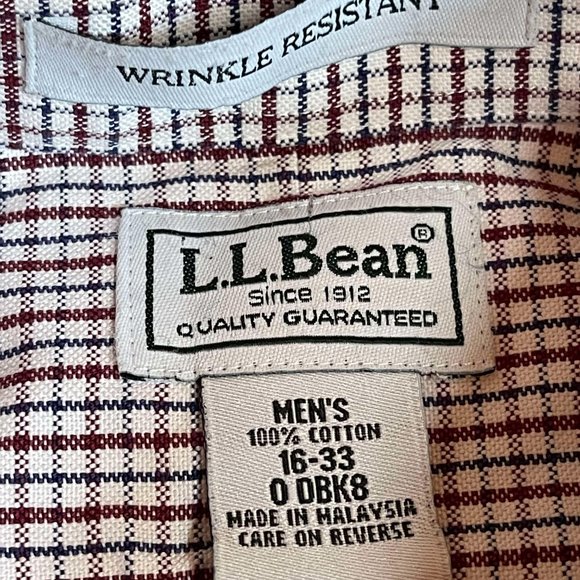 WRINKLE RESISTANT
L.L.Bean®
Since 1912
QUALITY GUARANTEED
MEN'S
100% COTTON
16-33
0 DBK8
MADE IN MALAYSIA
CARE ON REVERSE